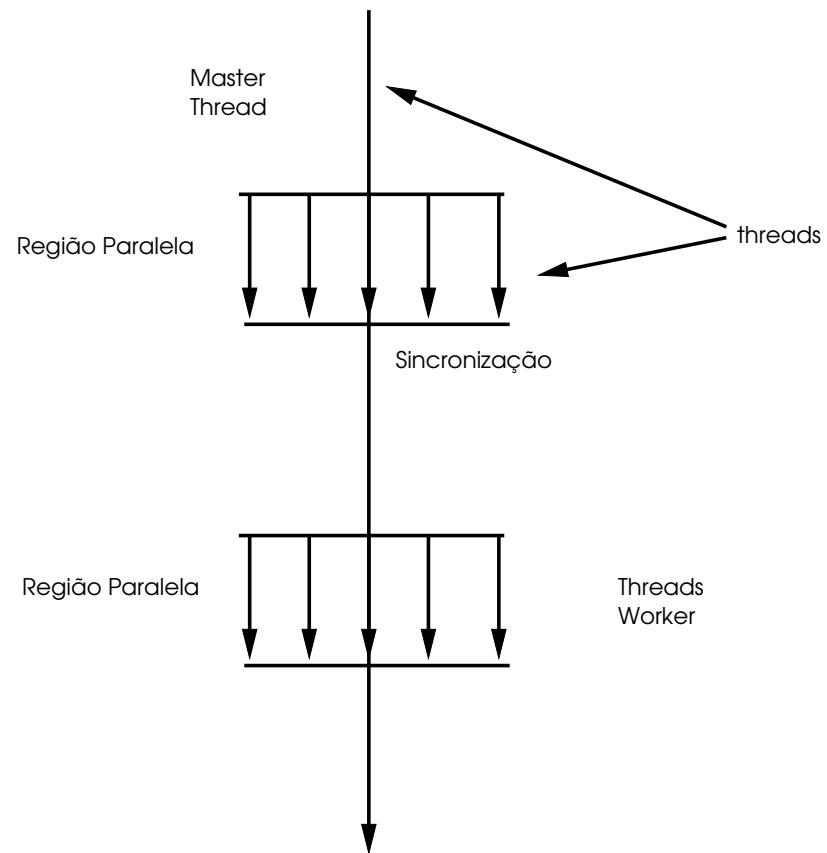 Master
Thread
Região Paralela
threads
Sincronização
Região Paralela
Threads
Worker